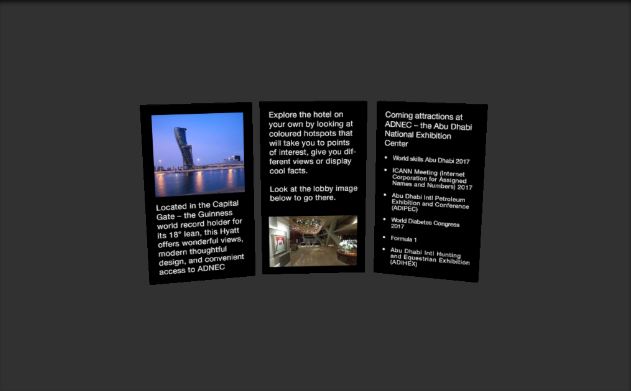 Located in the Capital
Gate – the Guinness
world record holder for
its 18° lean, this Hyatt
offers wonderful views,
modern thoughtful
design, and convenient
access to ADNEC
Explore the hotel on
your own by looking at
coloured hotspots that
will take you to points
of interest, give you dif-
ferent views or display
cool facts.
Look at the lobby image
below to go there.
Coming attractions at
ADNEC – the Abu Dhabi
National Exhibition
Center
• World skills Abu Dhabi 2017
• ICANN Meeting (Internet
Corporation for Assigned
Names and Numbers) 2017
• Abu Dhabi Intl Petroleum
Exhibition and Conference
(ADIPEC)
• World Diabetes Congress
2017
• Formula 1
• Abu Dhabi Intl Hunting
and Equestrian Exhibition
(ADIHEX)